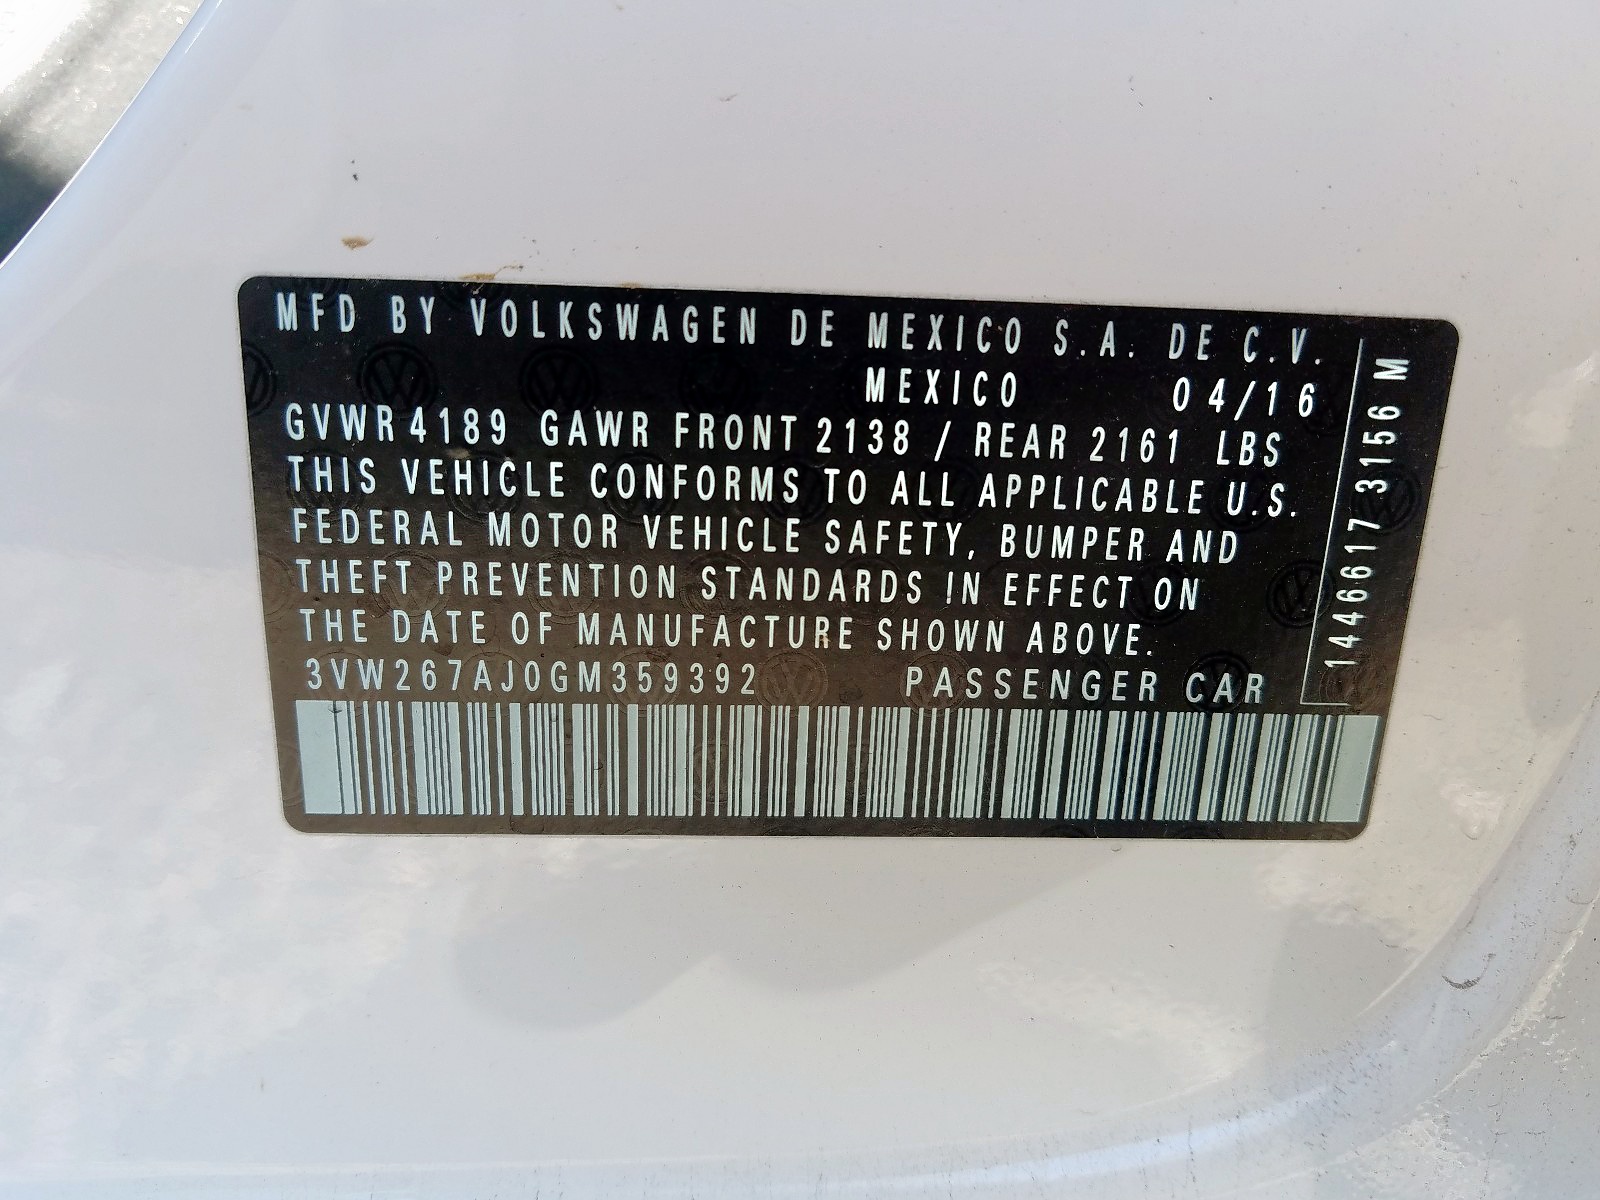 MFD BY VOLKSWAGEN DE MEXICO S.A. DE C.V.
MEXICO 04/16
GVWR 4189 GAWR FRONT 2138 / REAR 2161 LBS
THIS VEHICLE CONFORMS TO ALL APPLICABLE U.S.
FEDERAL MOTOR VEHICLE SAFETY, BUMPER AND
THEFT PREVENTION STANDARDS IN EFFECT ON
THE DATE OF MANUFACTURE SHOWN ABOVE.
3VW267AJ0GM359392 PASSENGER CAR
1446617 3156 M